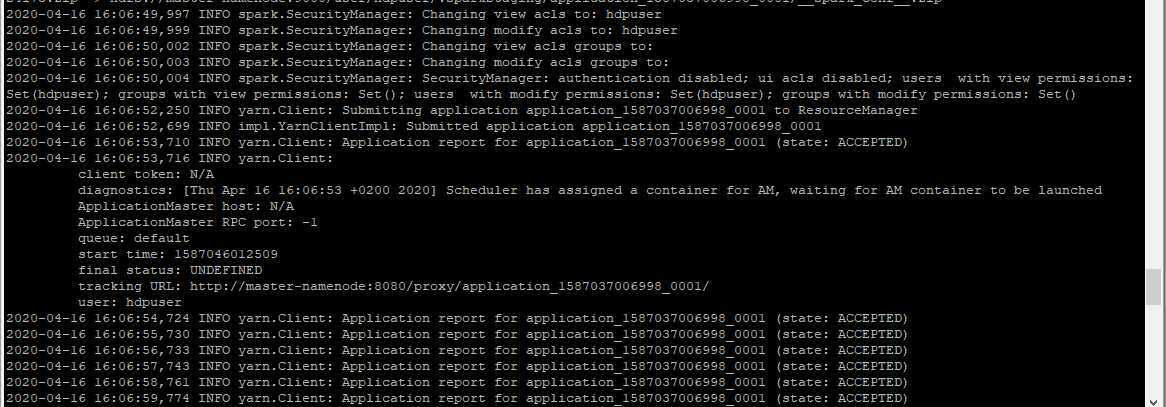 2020-04-16 16:06:49,997 INFO spark.SecurityManager: Changing view acls to: hdpuser
2020-04-16 16:06:49,999 INFO spark.SecurityManager: Changing modify acls to: hdpuser
2020-04-16 16:06:50,002 INFO spark.SecurityManager: Changing view acls groups to:
2020-04-16 16:06:50,003 INFO spark.SecurityManager: Changing modify acls groups to:
2020-04-16 16:06:50,004 INFO spark.SecurityManager: SecurityManager: authentication disabled; ui acls disabled; users  with view permissions:
Set(hdpuser); groups with view permissions: Set(); users  with modify permissions: Set(hdpuser); groups with modify permissions: Set()
2020-04-16 16:06:52,250 INFO yarn.Client: Submitting application application_1587037006998_0001 to ResourceManager
2020-04-16 16:06:52,699 INFO impl.YarnClientImpl: Submitted application application_1587037006998_0001
2020-04-16 16:06:53,710 INFO yarn.Client: Application report for application_1587037006998_0001 (state: ACCEPTED)
2020-04-16 16:06:53,716 INFO yarn.Client:
client token: N/A
diagnostics: [Thu Apr 16 16:06:53 +0200 2020] Scheduler has assigned a container for AM, waiting for AM container to be launched
ApplicationMaster host: N/A
ApplicationMaster RPC port: -1
queue: default
start time: 1587046012509
final status: UNDEFINED
tracking URL: http://master-namenode:8080/proxy/application_1587037006998_0001/
user: hdpuser
2020-04-16 16:06:54,724 INFO yarn.Client: Application report for application_1587037006998_0001 (state: ACCEPTED)
2020-04-16 16:06:55,730 INFO yarn.Client: Application report for application_1587037006998_0001 (state: ACCEPTED)
2020-04-16 16:06:56,733 INFO yarn.Client: Application report for application_1587037006998_0001 (state: ACCEPTED)
2020-04-16 16:06:57,743 INFO yarn.Client: Application report for application_1587037006998_0001 (state: ACCEPTED)
2020-04-16 16:06:58,761 INFO yarn.Client: Application report for application_1587037006998_0001 (state: ACCEPTED)
2020-04-16 16:06:59,774 INFO yarn.Client: Application report for application_1587037006998_0001 (state: ACCEPTED)